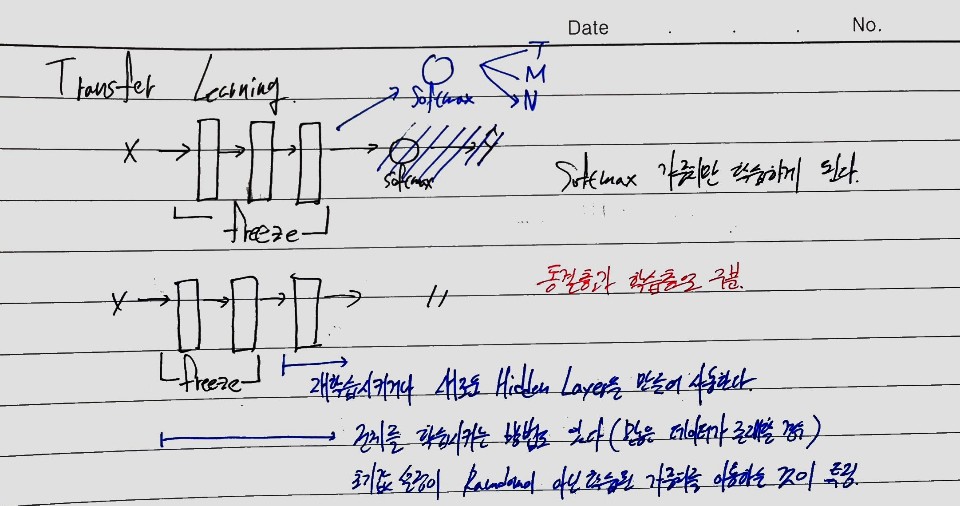 Date . . . No.
Transfer Learning.
Softmax
T
M
N
X
Softmax
Y
Softmax 가중치만 학습하게 된다.
freeze
X
〃
동결층과 학습층으로 구분.
freeze
재학습시키거나 새로운 Hidden Layer을 만들어 사용한다.
전체를 학습시키는 방법도 있다 (많은 데이터가 존재할 경우)
초기값 설정이 Random이 아닌 학습된 가중치를 이용하는 것이 특징.